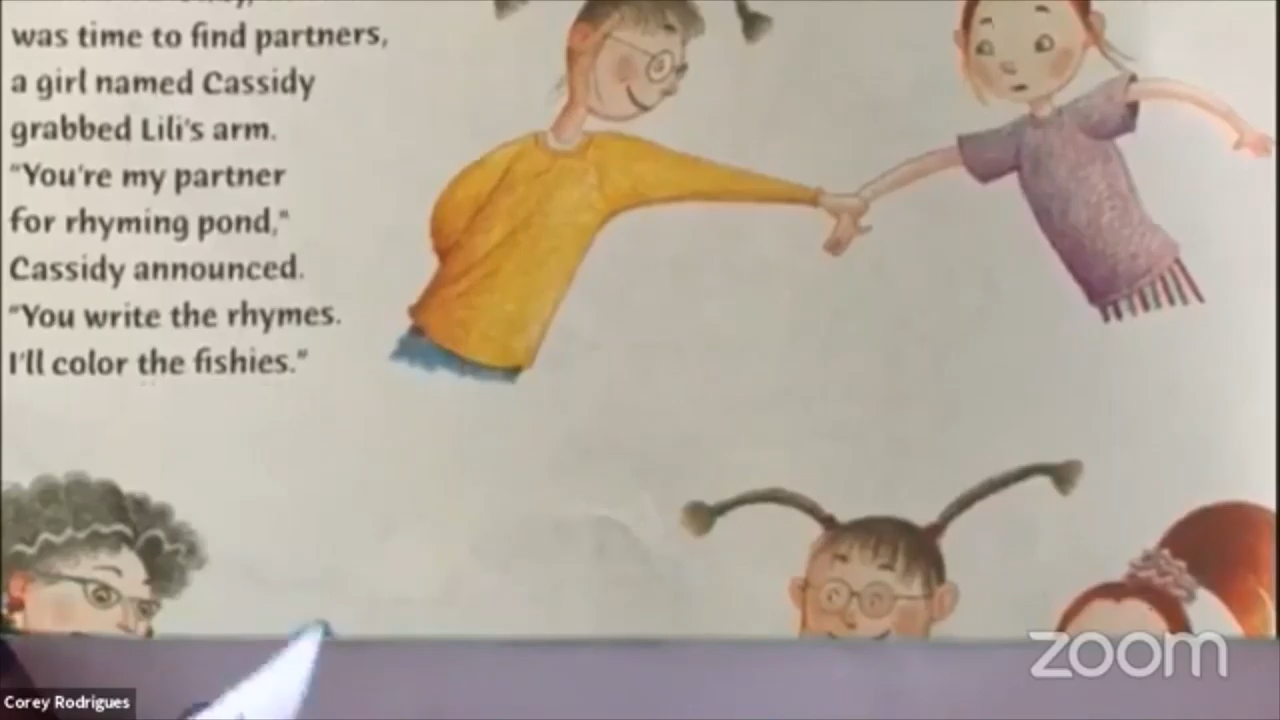 was time to find partners,
a girl named Cassidy
grabbed Lili's arm.
"You're my partner
for rhyming pond,"
Cassidy announced.
"You write the rhymes.
I'll color the fishies."
zoom
Corey Rodrigues